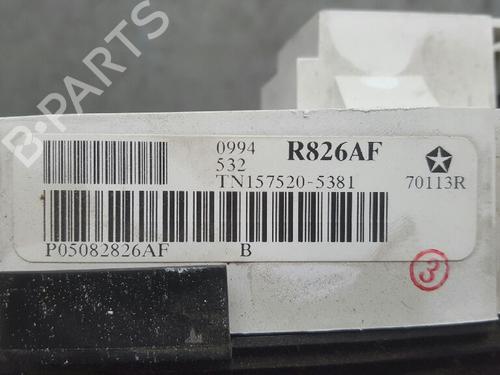 B-PARTS
0994 R826AF
532
TN157520-5381 70113R
P05082826AF B
3